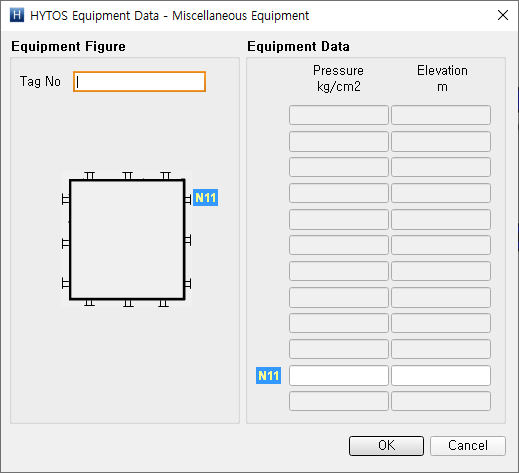 H HYTOS Equipment Data - Miscellaneous Equipment
Equipment Figure
Tag No
N11
Equipment Data
Pressure Elevation
kg/cm2 m
N11
OK Cancel